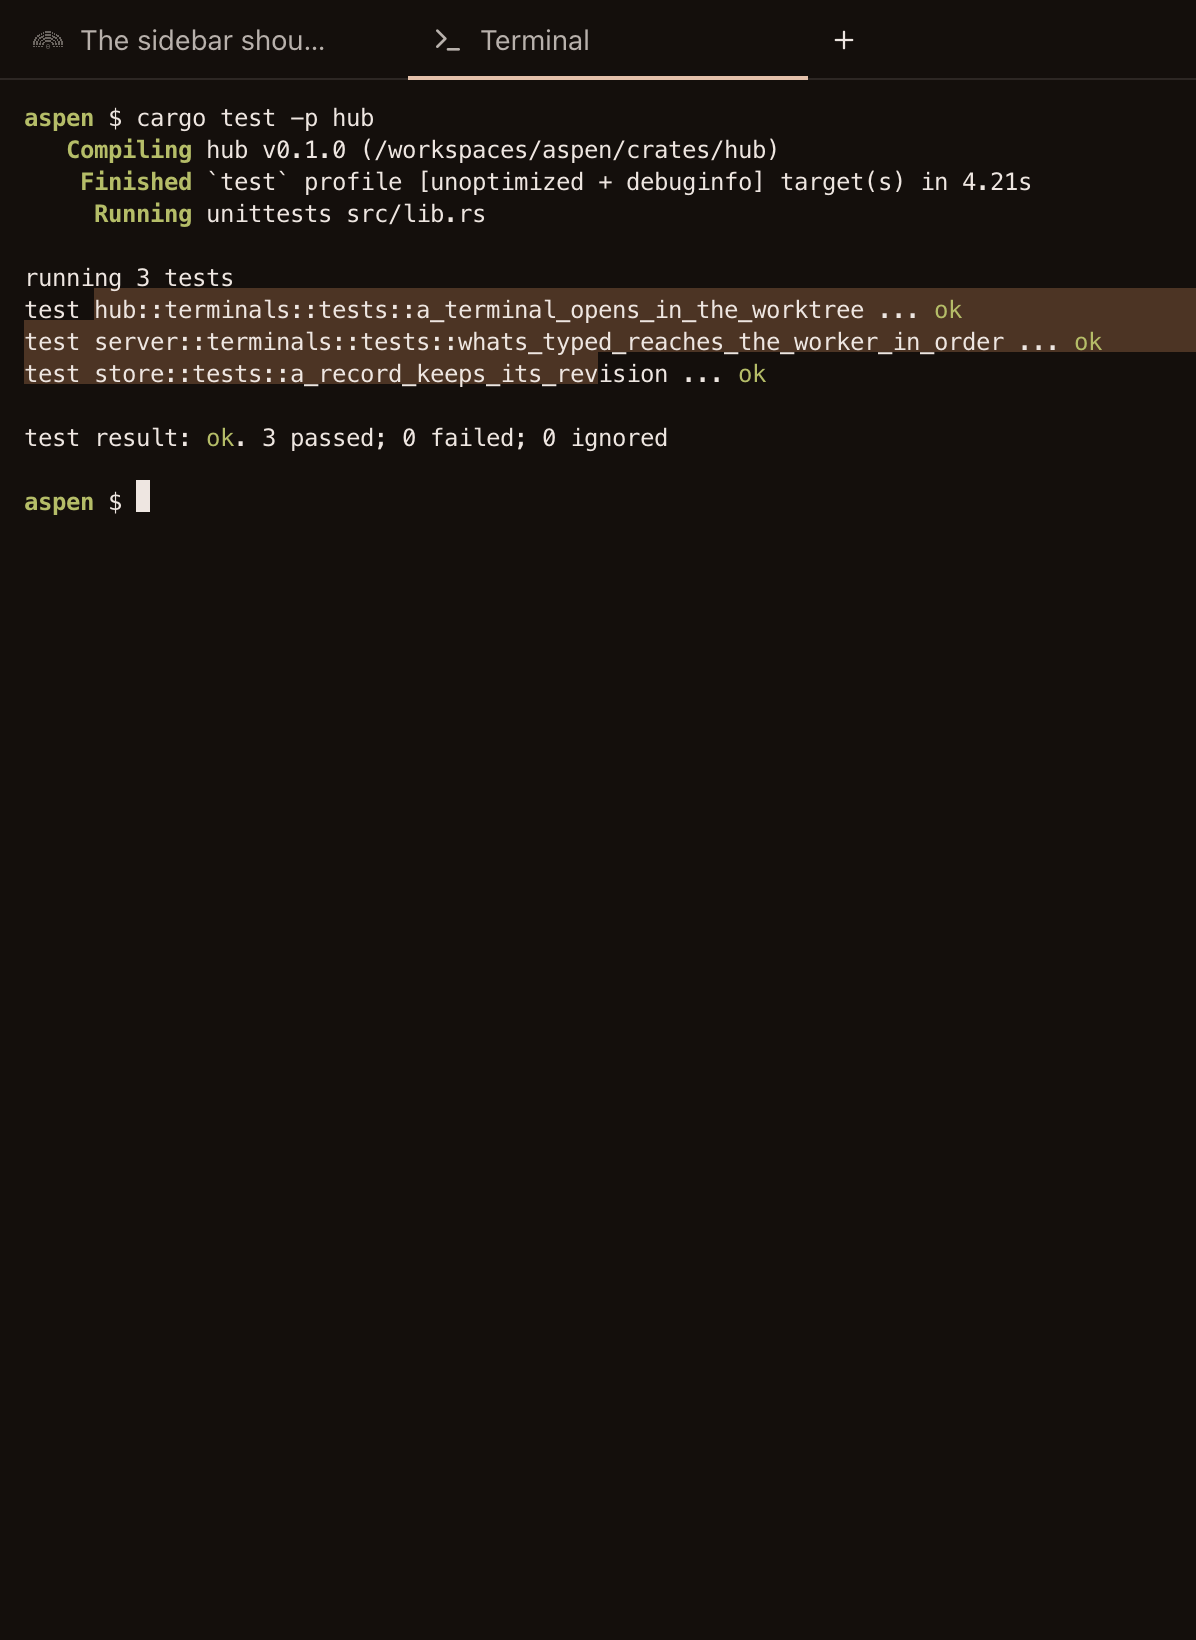 The sidebar shou...
Terminal
aspen $ cargo test -p hub
Compiling hub v0.1.0 (/workspaces/aspen/crates/hub)
Finished `test` profile [unoptimized + debuginfo] target(s) in 4.21s
Running unittests src/lib.rs
running 3 tests
test hub::terminals::tests::a_terminal_opens_in_the_worktree ... ok
test server::terminals::tests::whats_typed_reaches_the_worker_in_order ... ok
test store::tests::a_record_keeps_its_revision ... ok
test result: ok. 3 passed; 0 failed; 0 ignored
aspen $